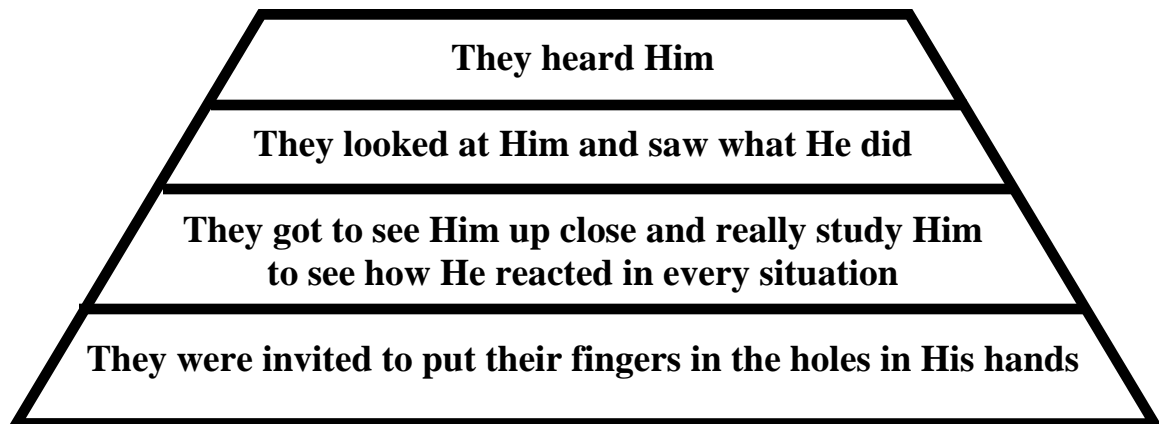 They heard Him
They looked at Him and saw what He did
They got to see Him up close and really study Him
to see how He reacted in every situation
They were invited to put their fingers in the holes in His hands